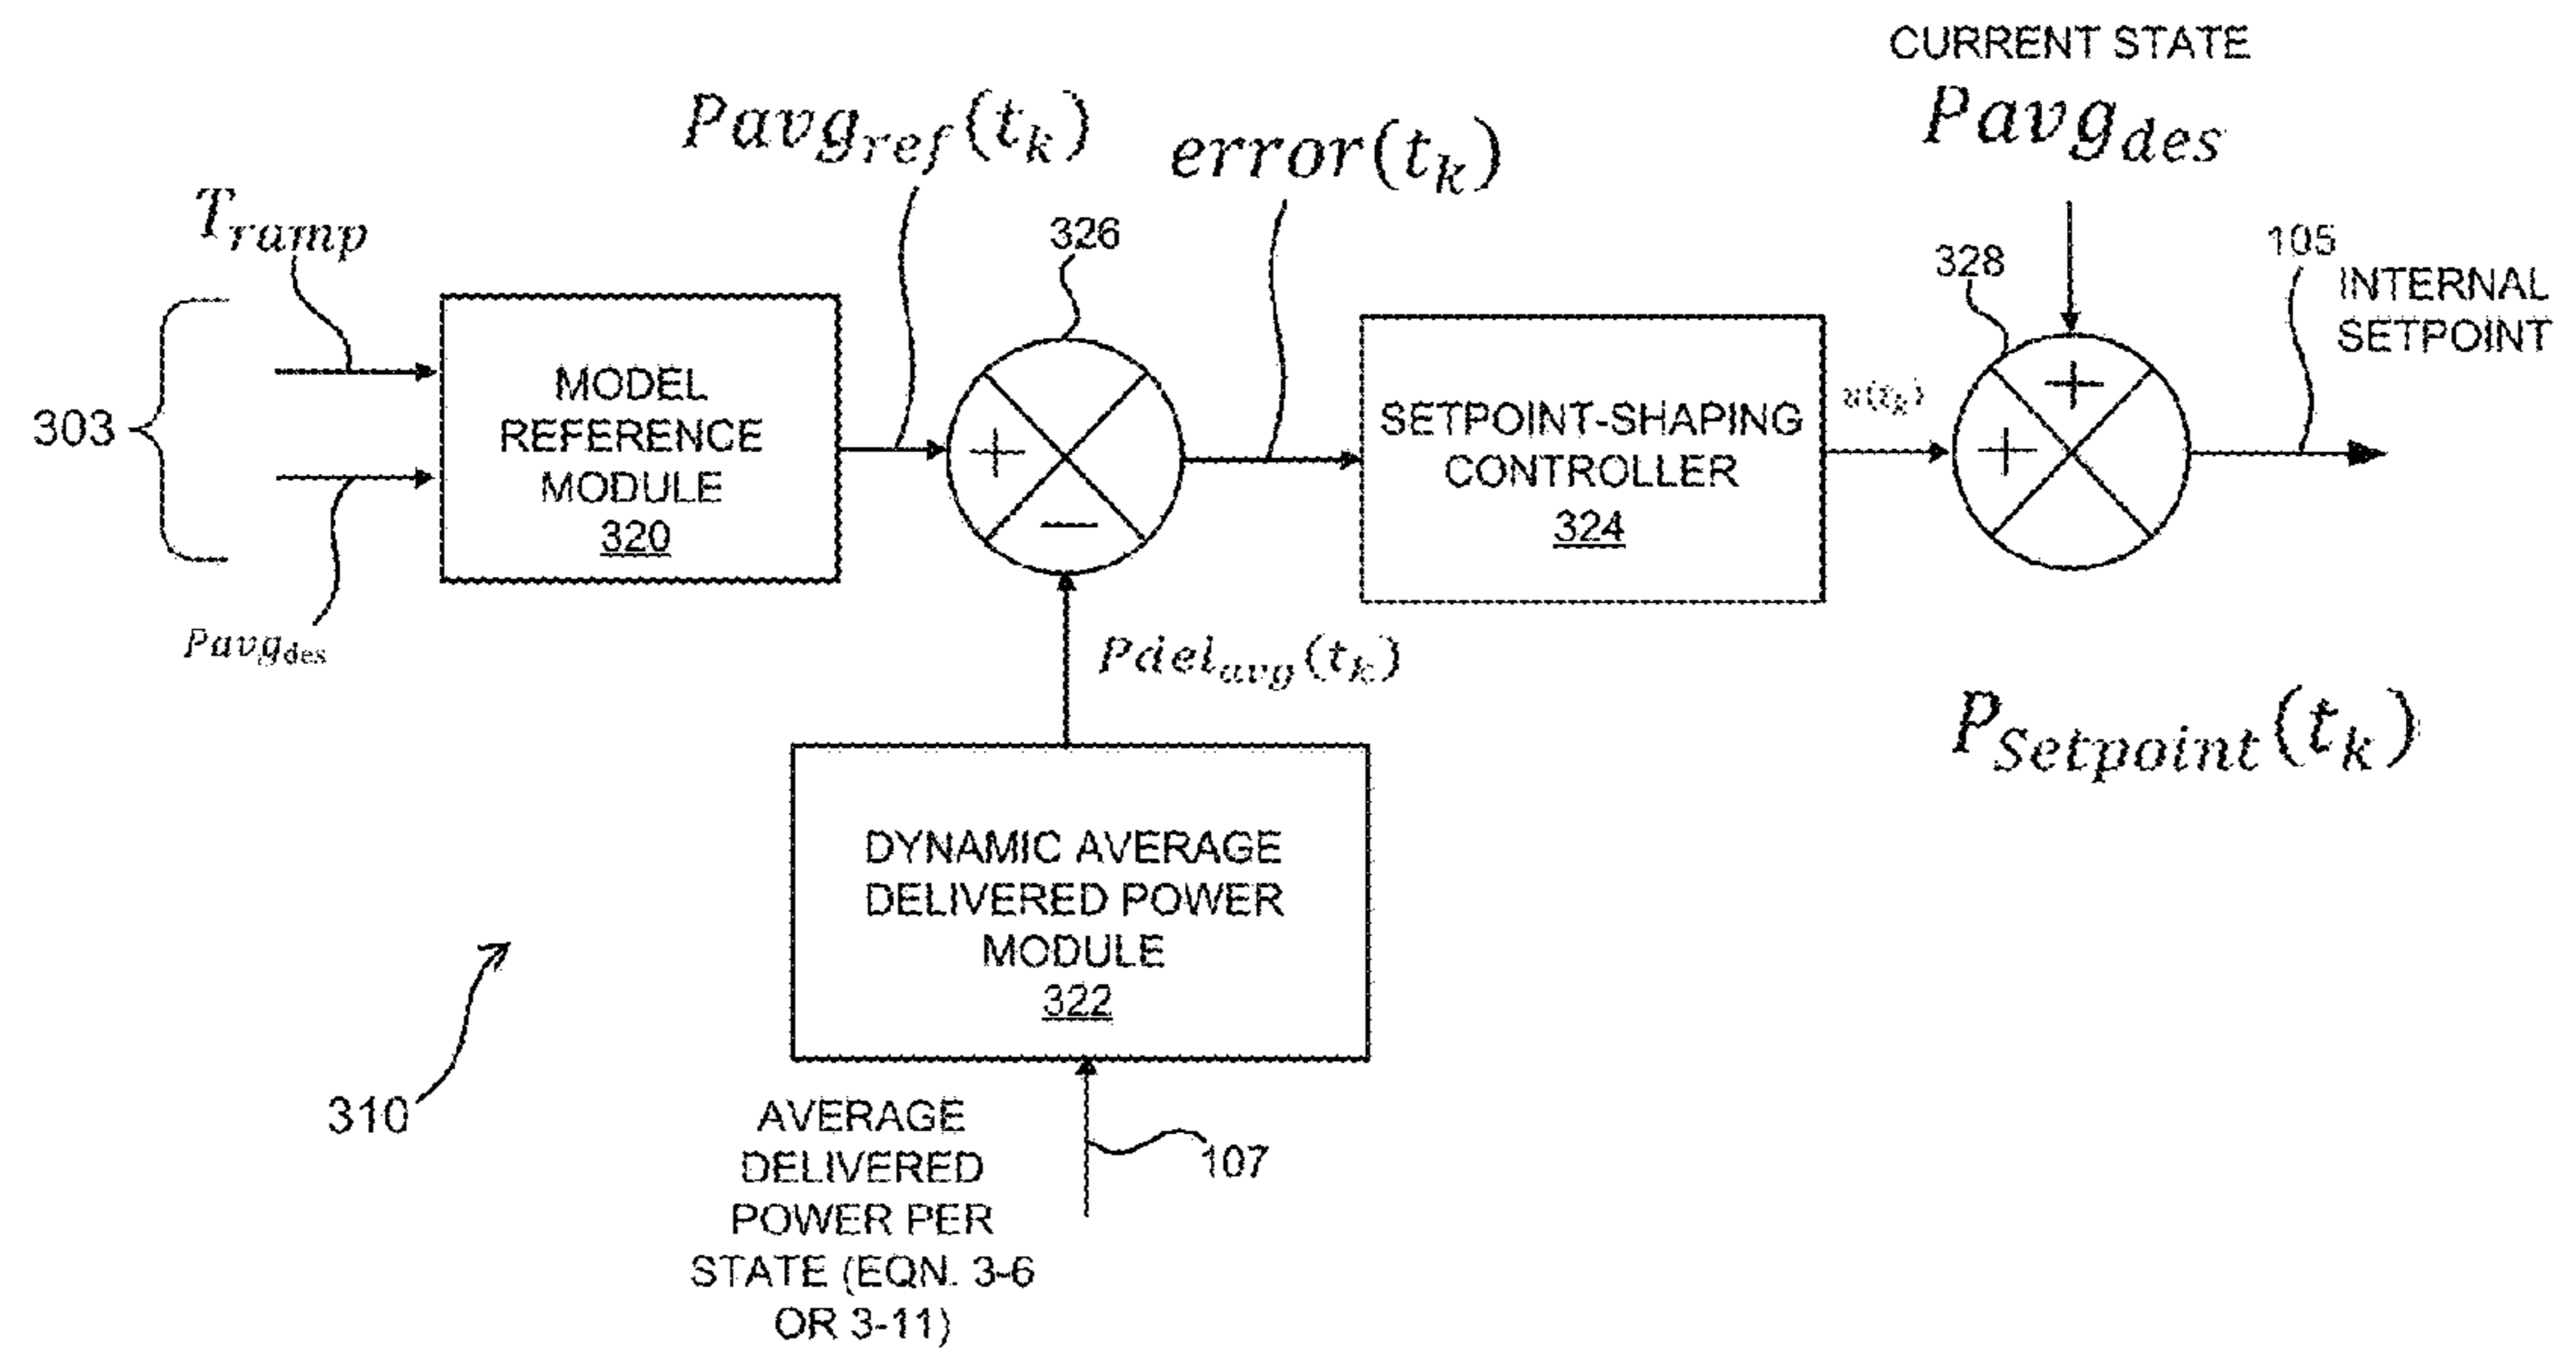 CURRENT STATE
Pavg_des
Pavg_ref(t_k)
error(t_k)
T_ramp
326
328
105
INTERNAL
SETPOINT
303
MODEL
REFERENCE
MODULE
320
+
−
SETPOINT-SHAPING
CONTROLLER
324
u(t_k)
+
+
Pavg_des
Pdel_avg(t_k)
P_Setpoint(t_k)
DYNAMIC AVERAGE
DELIVERED POWER
MODULE
322
310
AVERAGE
DELIVERED
POWER PER
STATE (EQN. 3-6
OR 3-11)
107